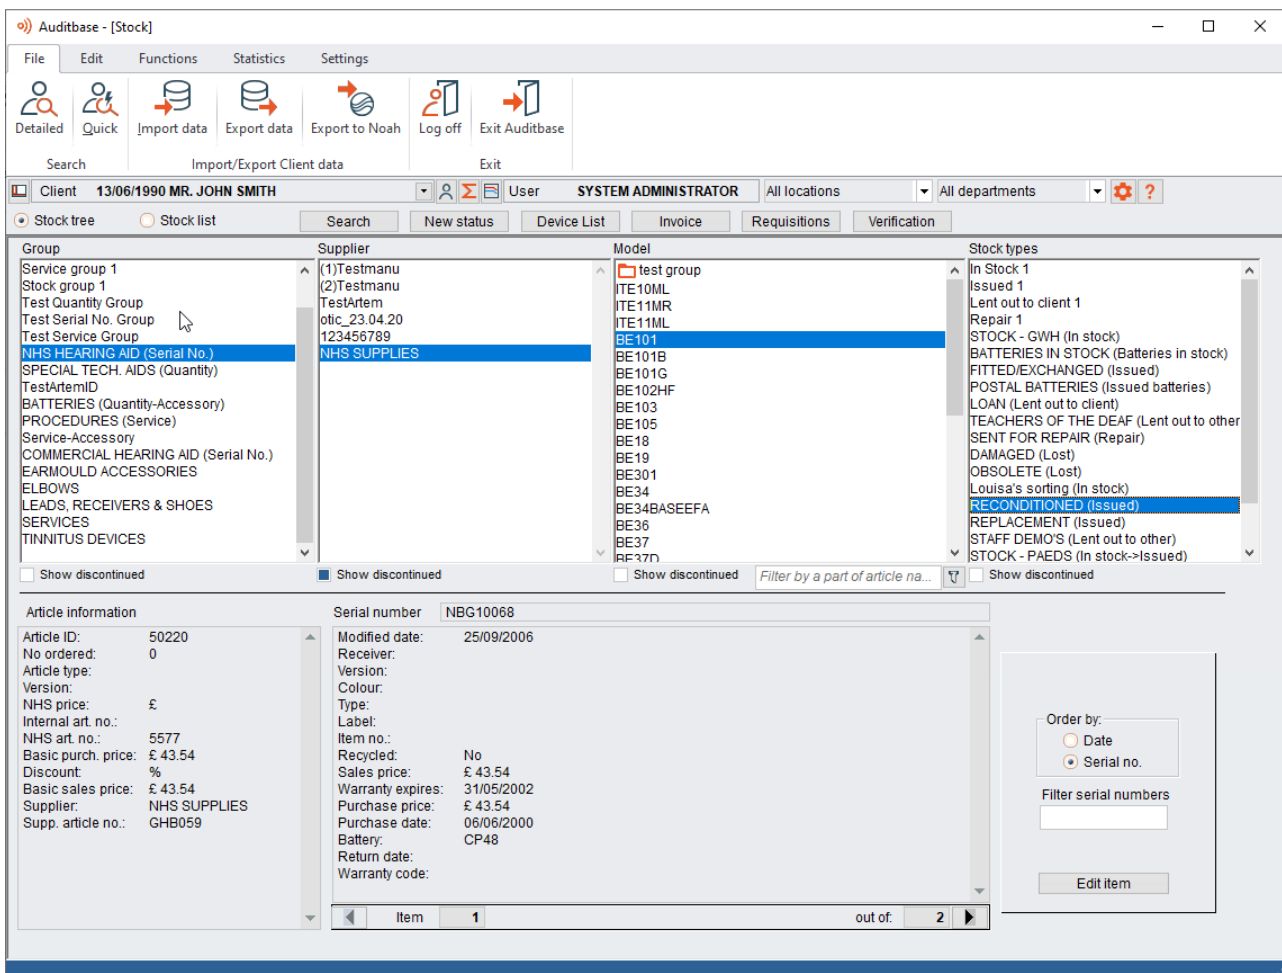 Auditbase - [Stock]
File Edit Functions Statistics Settings
Detailed Quick Import data Export data Export to Noah Log off Exit Auditbase
Search Import/Export Client data Exit
Client 13/06/1990 MR. JOHN SMITH User SYSTEM ADMINISTRATOR All locations All departments
Stock tree Stock list Search New status Device List Invoice Requisitions Verification
Group
Service group 1
Stock group 1
Test Quantity Group
Test Serial No. Group
Test Service Group
NHS HEARING AID (Serial No.)
SPECIAL TECH. AIDS (Quantity)
TestArtemID
BATTERIES (Quantity-Accessory)
PROCEDURES (Service)
Service-Accessory
COMMERCIAL HEARING AID (Serial No.)
EARMOULD ACCESSORIES
ELBOWS
LEADS, RECEIVERS & SHOES
SERVICES
TINNITUS DEVICES
Show discontinued
Supplier
(1)Testmanu
(2)Testmanu
TestArtem
otic_23.04.20
123456789
NHS SUPPLIES
Show discontinued
Model
test group
ITE10ML
ITE11MR
ITE11ML
BE101
BE101B
BE101G
BE102HF
BE103
BE105
BE18
BE19
BE301
BE34
BE34BASEEFA
BE36
BE37
BE37D
Show discontinued Filter by a part of article na...
Stock types
In Stock 1
Issued 1
Lent out to client 1
Repair 1
STOCK - GWH (In stock)
BATTERIES IN STOCK (Batteries in stock)
FITTED/EXCHANGED (Issued)
POSTAL BATTERIES (Issued batteries)
LOAN (Lent out to client)
TEACHERS OF THE DEAF (Lent out to other
SENT FOR REPAIR (Repair)
DAMAGED (Lost)
OBSOLETE (Lost)
Louisa's sorting (In stock)
RECONDITIONED (Issued)
REPLACEMENT (Issued)
STAFF DEMO'S (Lent out to other)
STOCK - PAEDS (In stock->Issued)
Show discontinued
Article information
Article ID: 50220
No ordered: 0
Article type:
Version:
NHS price: £
Internal art. no.:
NHS art. no.: 5577
Basic purch. price: £ 43.54
Discount: %
Basic sales price: £ 43.54
Supplier: NHS SUPPLIES
Supp. article no.: GHB059
Serial number NBG10068
Modified date: 25/09/2006
Receiver:
Version:
Colour:
Type:
Label:
Item no.:
Recycled: No
Sales price: £ 43.54
Warranty expires: 31/05/2002
Purchase price: £ 43.54
Purchase date: 06/06/2000
Battery: CP48
Return date:
Warranty code:
Item 1 out of: 2
Order by:
Date
Serial no.
Filter serial numbers
Edit item